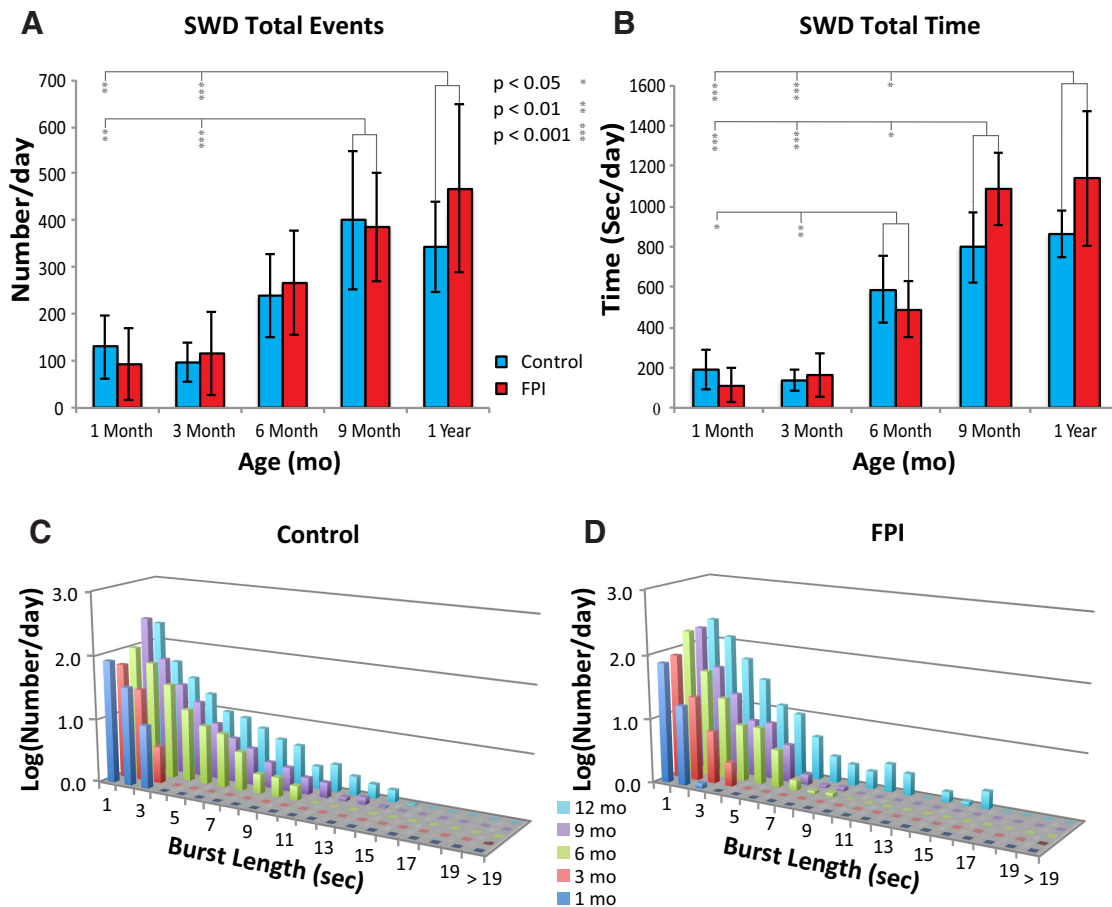 A
SWD Total Events
Number/day
700
600
500
400
300
200
100
0
** ***
** ***
p < 0.05 *
p < 0.01 **
p < 0.001 ***
Control
FPI
1 Month 3 Month 6 Month 9 Month 1 Year
Age (mo)
B
SWD Total Time
Time (Sec/day)
1600
1400
1200
1000
800
600
400
200
0
*** *** *
*** *** *
* **
1 Month 3 Month 6 Month 9 Month 1 Year
Age (mo)
C
Control
Log(Number/day)
3.0
2.0
1.0
0.0
1 3 5 7 9 11 13 15 17 19 > 19
Burst Length (sec)
D
FPI
Log(Number/day)
3.0
2.0
1.0
0.0
1 3 5 7 9 11 13 15 17 19 > 19
Burst Length (sec)
12 mo
9 mo
6 mo
3 mo
1 mo